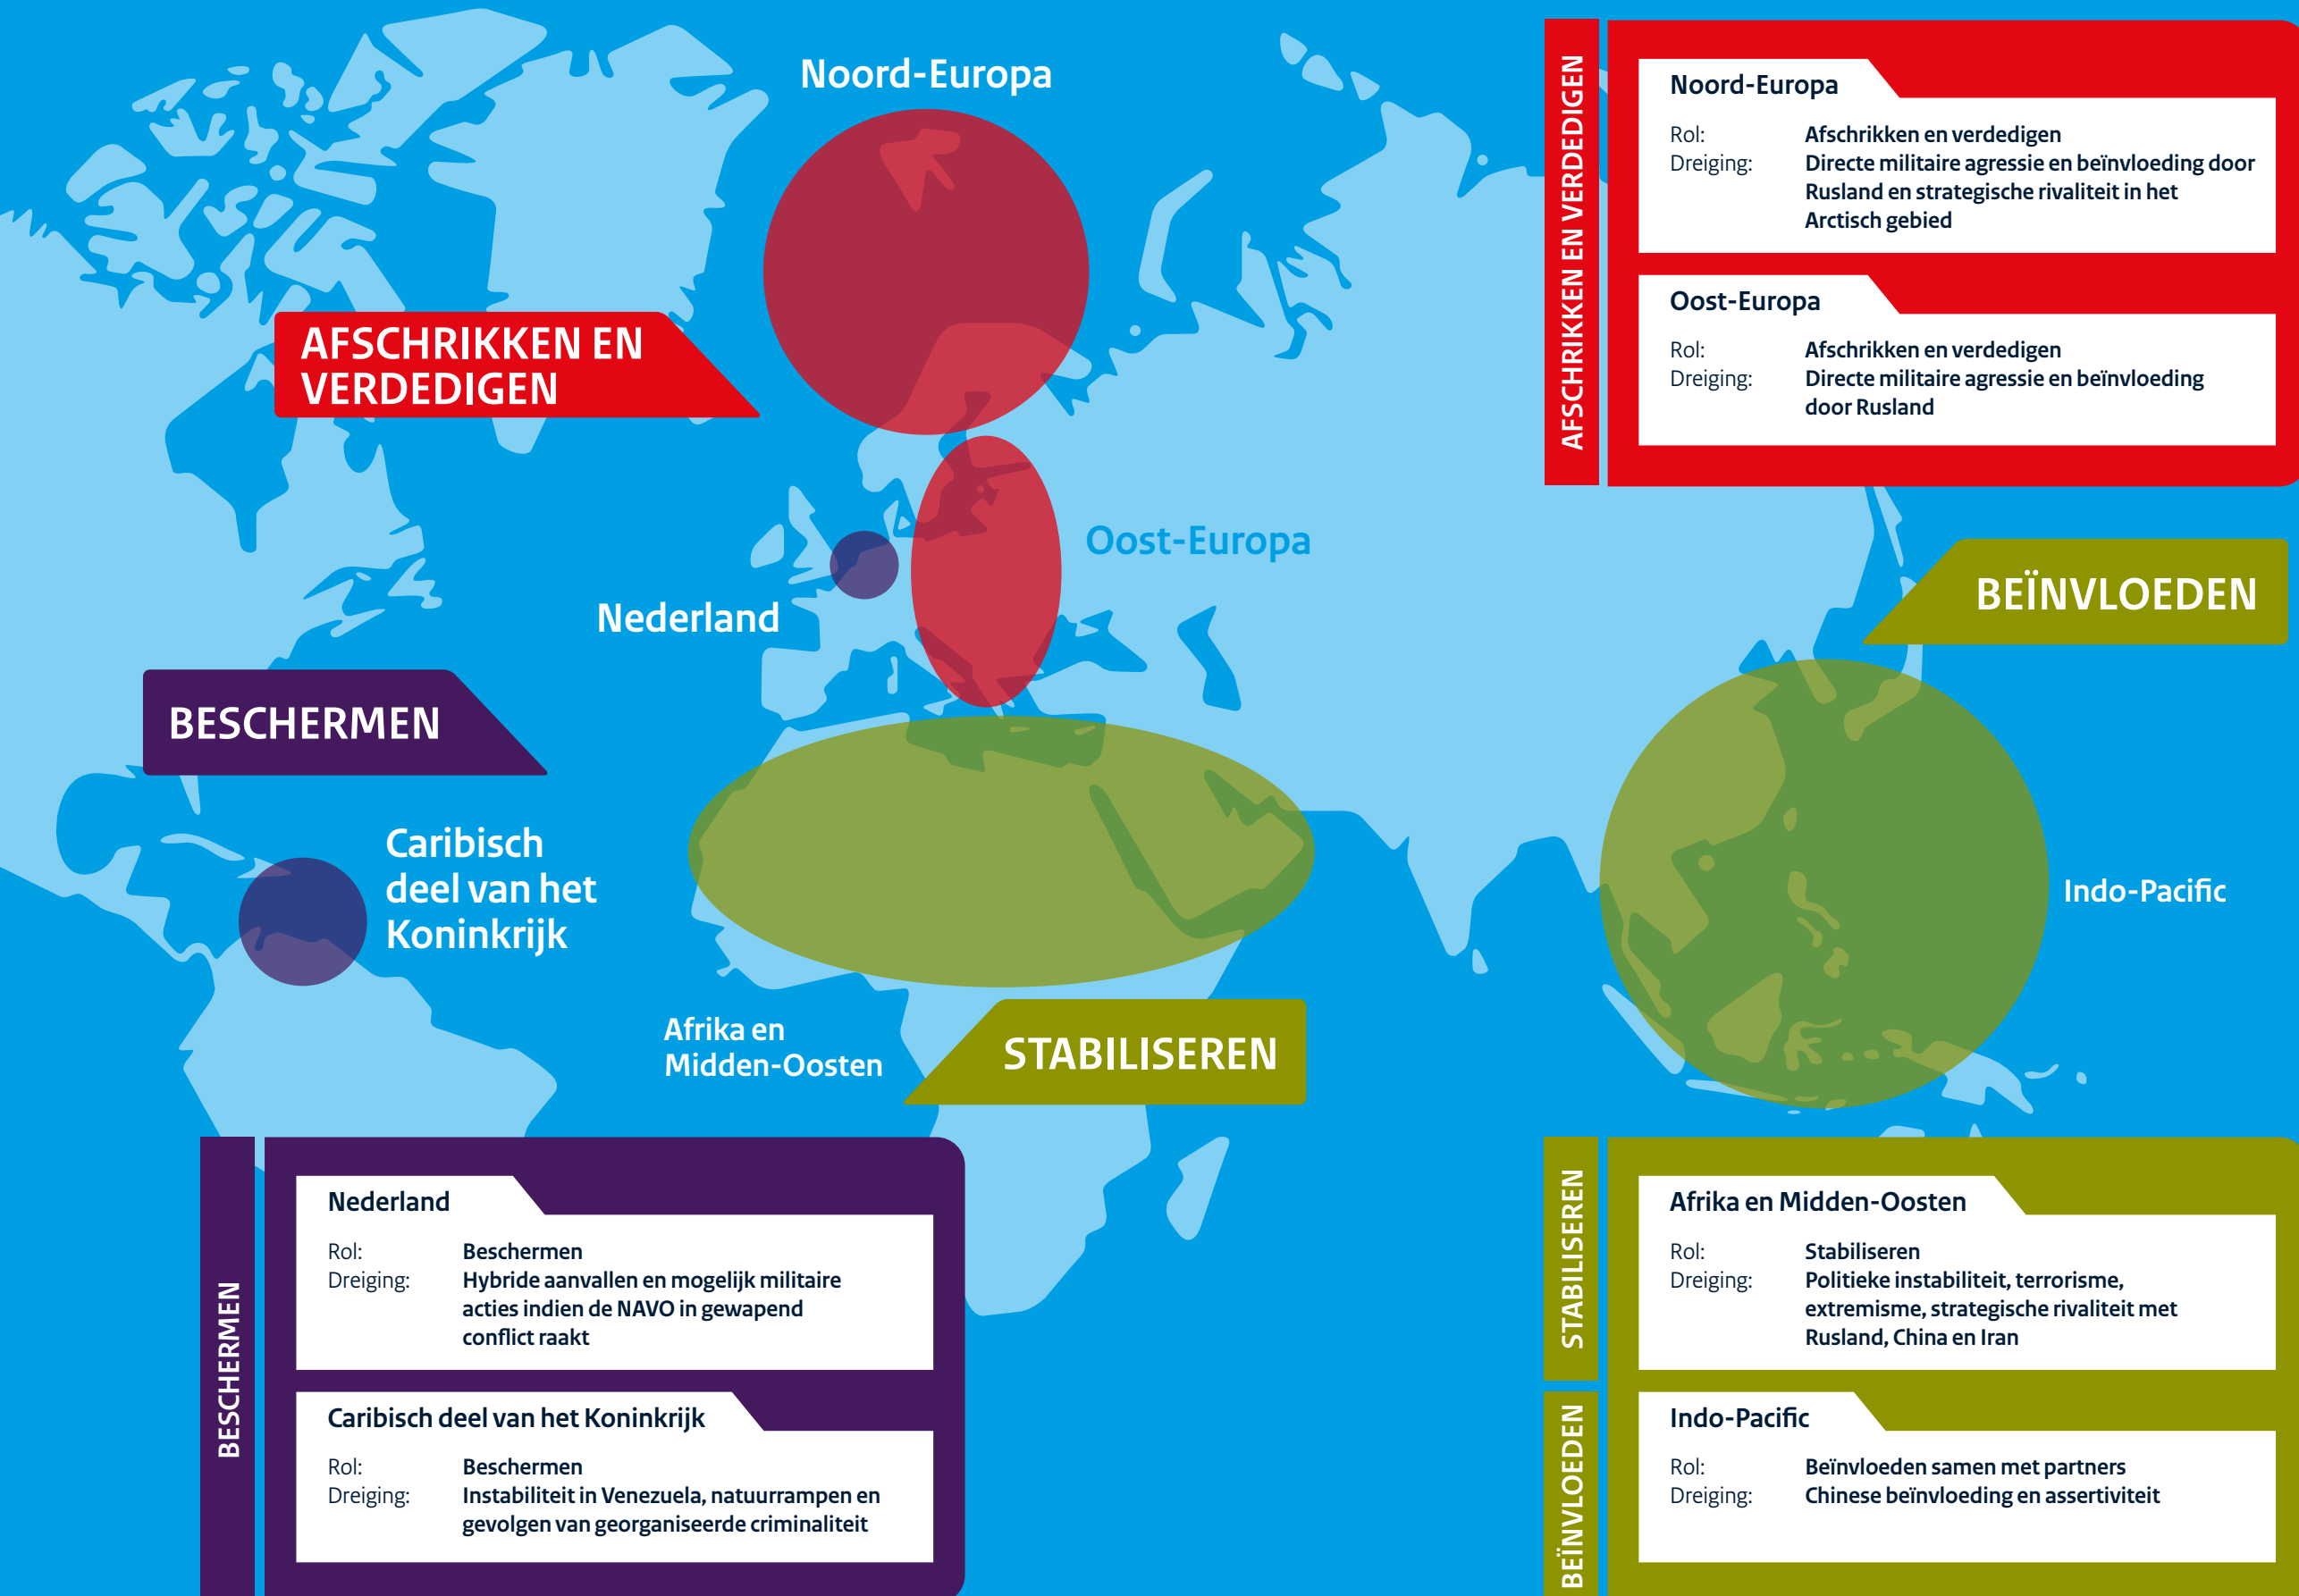 Noord-Europa
AFSCHRIKKEN EN
VERDEDIGEN
Oost-Europa
Nederland
BESCHERMEN
Caribisch
deel van het
Koninkrijk
Afrika en
Midden-Oosten
STABILISEREN
BEÏNVLOEDEN
Indo-Pacific
AFSCHRIKKEN EN VERDEDIGEN
Noord-Europa
Rol: Afschrikken en verdedigen
Dreiging: Directe militaire agressie en beïnvloeding door
Rusland en strategische rivaliteit in het
Arctisch gebied
Oost-Europa
Rol: Afschrikken en verdedigen
Dreiging: Directe militaire agressie en beïnvloeding
door Rusland
BESCHERMEN
Nederland
Rol: Beschermen
Dreiging: Hybride aanvallen en mogelijk militaire
acties indien de NAVO in gewapend
conflict raakt
Caribisch deel van het Koninkrijk
Rol: Beschermen
Dreiging: Instabiliteit in Venezuela, natuurrampen en
gevolgen van georganiseerde criminaliteit
STABILISEREN
Afrika en Midden-Oosten
Rol: Stabiliseren
Dreiging: Politieke instabiliteit, terrorisme,
extremisme, strategische rivaliteit met
Rusland, China en Iran
BEÏNVLOEDEN
Indo-Pacific
Rol: Beïnvloeden samen met partners
Dreiging: Chinese beïnvloeding en assertiviteit